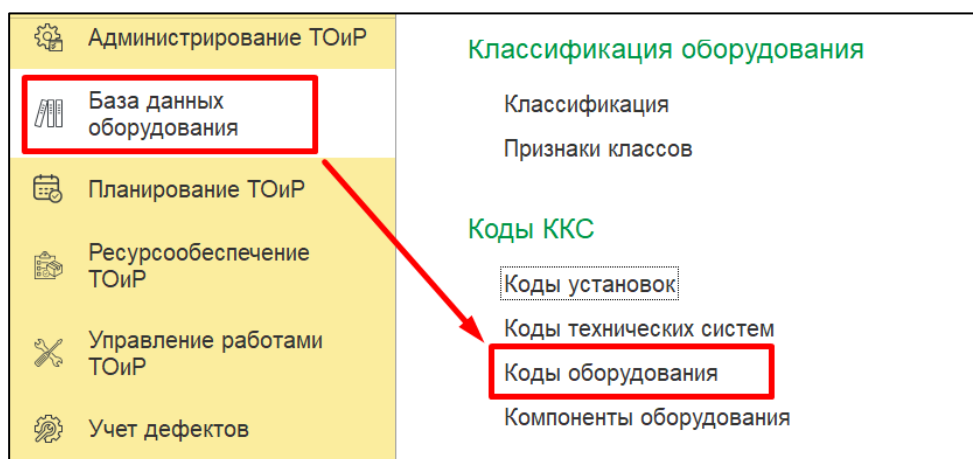 Администрирование ТОиР
База данных
оборудования
Планирование ТОиР
Ресурсообеспечение
ТОиР
Управление работами
ТОиР
Учет дефектов
Классификация оборудования
Классификация
Признаки классов
Коды ККС
Коды установок
Коды технических систем
Коды оборудования
Компоненты оборудования